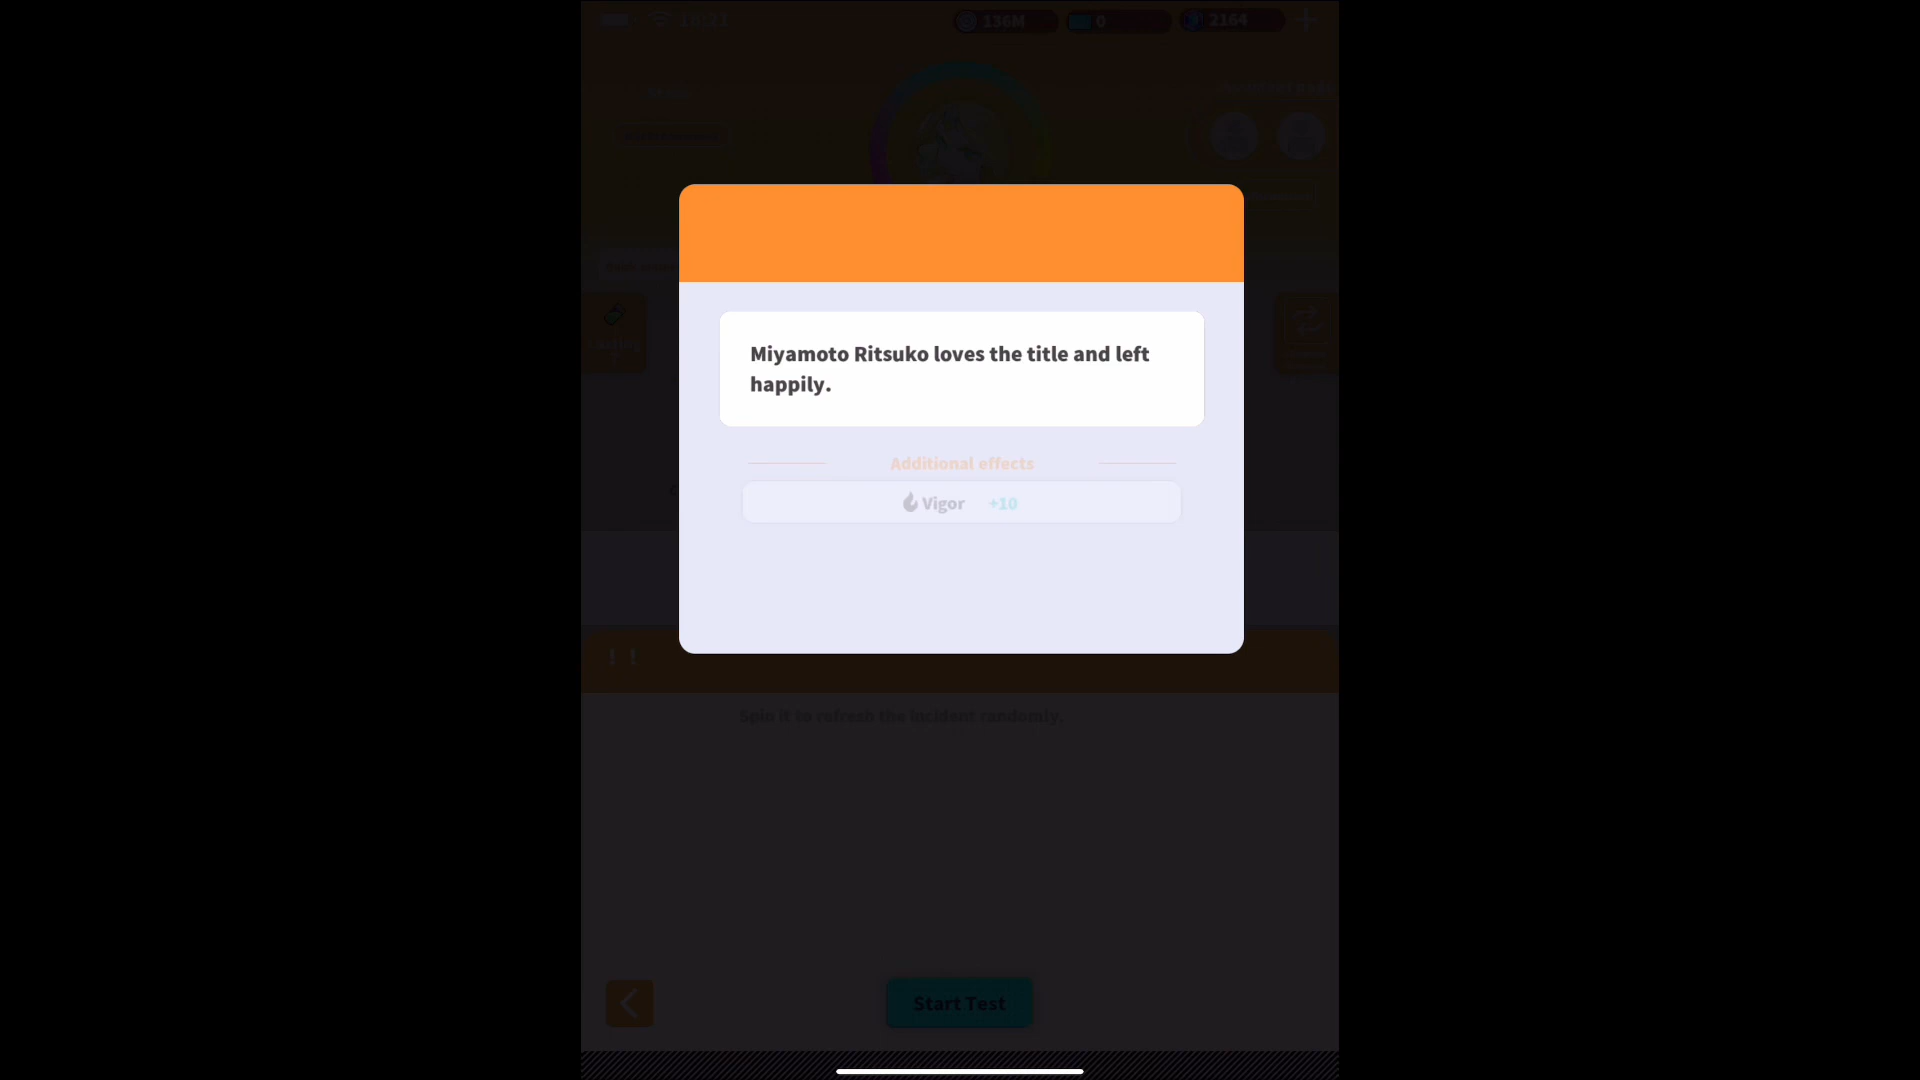 136M
0
2164
Miyamoto Ritsuko loves the title and left
happily.
Additional effects
Vigor +10
! !
Spin it to refresh the incident randomly.
Start Test